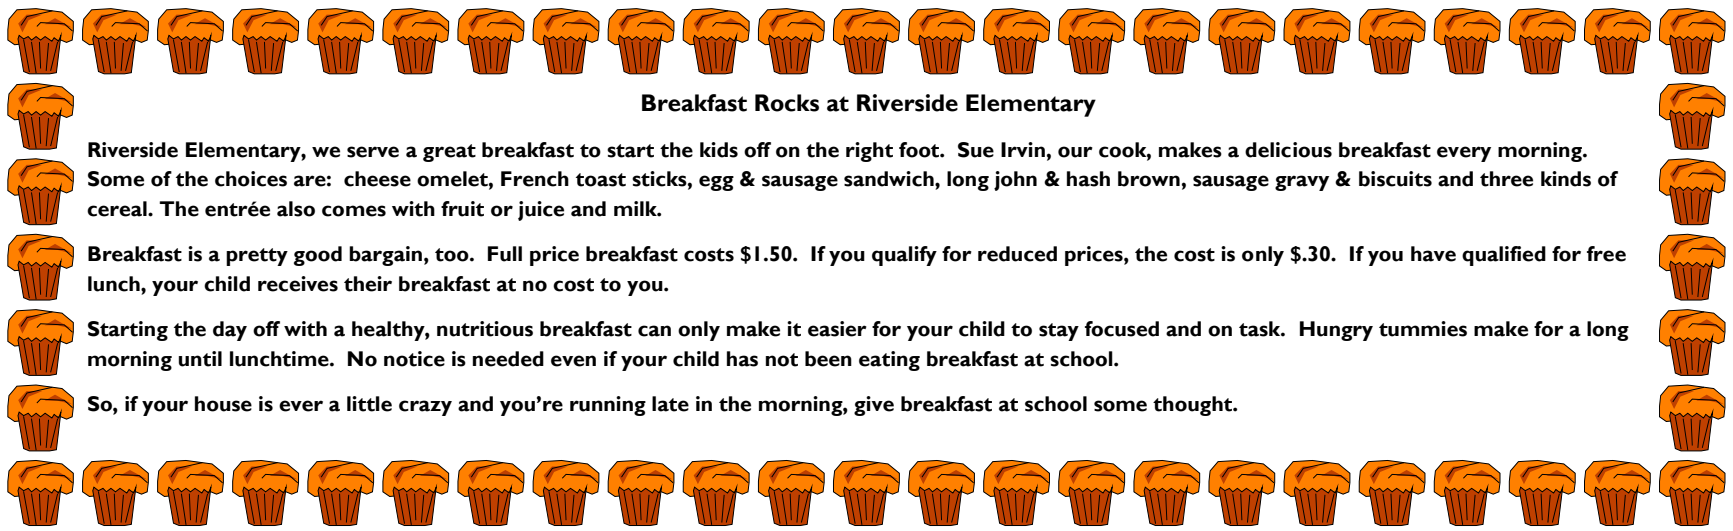 Breakfast Rocks at Riverside Elementary
Riverside Elementary, we serve a great breakfast to start the kids off on the right foot.  Sue Irvin, our cook, makes a delicious breakfast every morning.
Some of the choices are:  cheese omelet, French toast sticks, egg & sausage sandwich, long john & hash brown, sausage gravy & biscuits and three kinds of
cereal. The entrée also comes with fruit or juice and milk.
Breakfast is a pretty good bargain, too.  Full price breakfast costs $1.50.  If you qualify for reduced prices, the cost is only $.30.  If you have qualified for free
lunch, your child receives their breakfast at no cost to you.
Starting the day off with a healthy, nutritious breakfast can only make it easier for your child to stay focused and on task.  Hungry tummies make for a long
morning until lunchtime.  No notice is needed even if your child has not been eating breakfast at school.
So, if your house is ever a little crazy and you’re running late in the morning, give breakfast at school some thought.